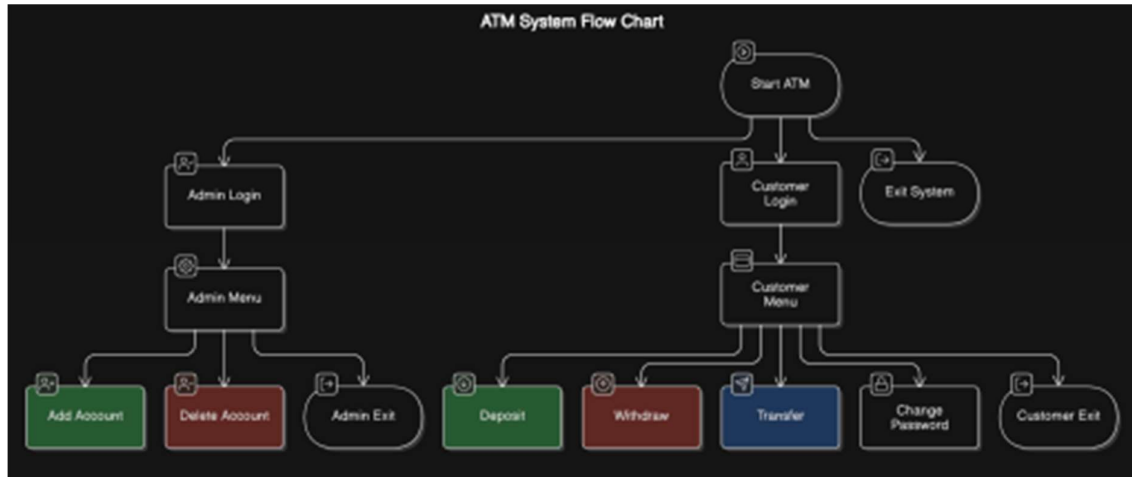 ATM System Flow Chart
Start ATM
Admin Login
Customer
Login
Exit System
Admin Menu
Customer
Menu
Add Account
Delete Account
Admin Exit
Deposit
Withdraw
Transfer
Change
Password
Customer Exit